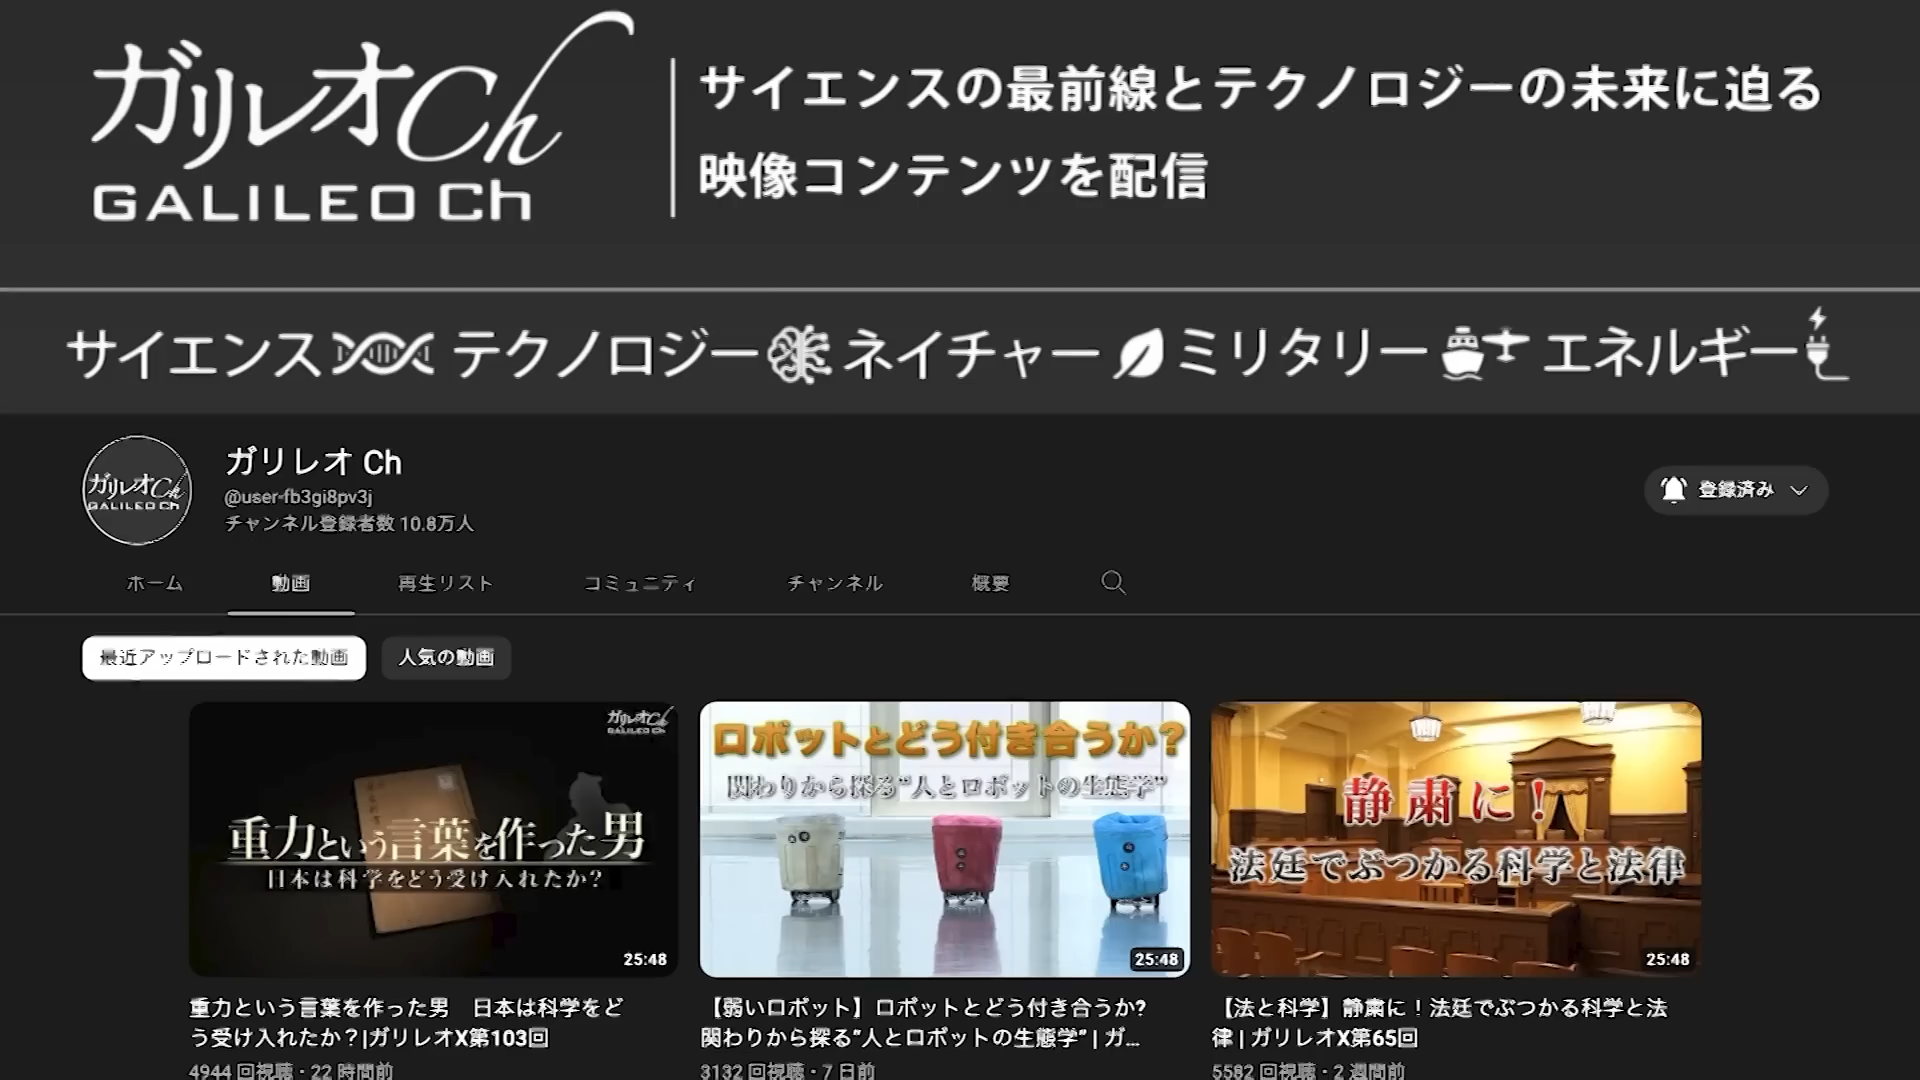 ガリレオCh
GALILEO Ch
サイエンスの最前線とテクノロジーの未来に迫る
映像コンテンツを配信
サイエンス テクノロジー ネイチャー ミリタリー エネルギー
ガリレオCh
GALILEO Ch
ガリレオ Ch
@user-fb3gi8pv3j
チャンネル登録者数 10.8万人
登録済み
ホーム 動画 再生リスト コミュニティ チャンネル 概要
最近アップロードされた動画 人気の動画
ガリレオCh
GALILEO Ch
重力という言葉を作った男
日本は科学をどう受け入れたか?
25:48
ロボットとどう付き合うか?
関わりから探る"人とロボットの生態学"
25:48
静粛に!
法廷でぶつかる科学と法律
25:48
重力という言葉を作った男 日本は科学をど
う受け入れたか?|ガリレオX第103回
4944 回視聴・22 時間前
【弱いロボット】ロボットとどう付き合うか?
関わりから探る"人とロボットの生態学" | ガ...
3132 回視聴・7 日前
【法と科学】静粛に!法廷でぶつかる科学と法
律 | ガリレオX第65回
5582 回視聴・2 週間前